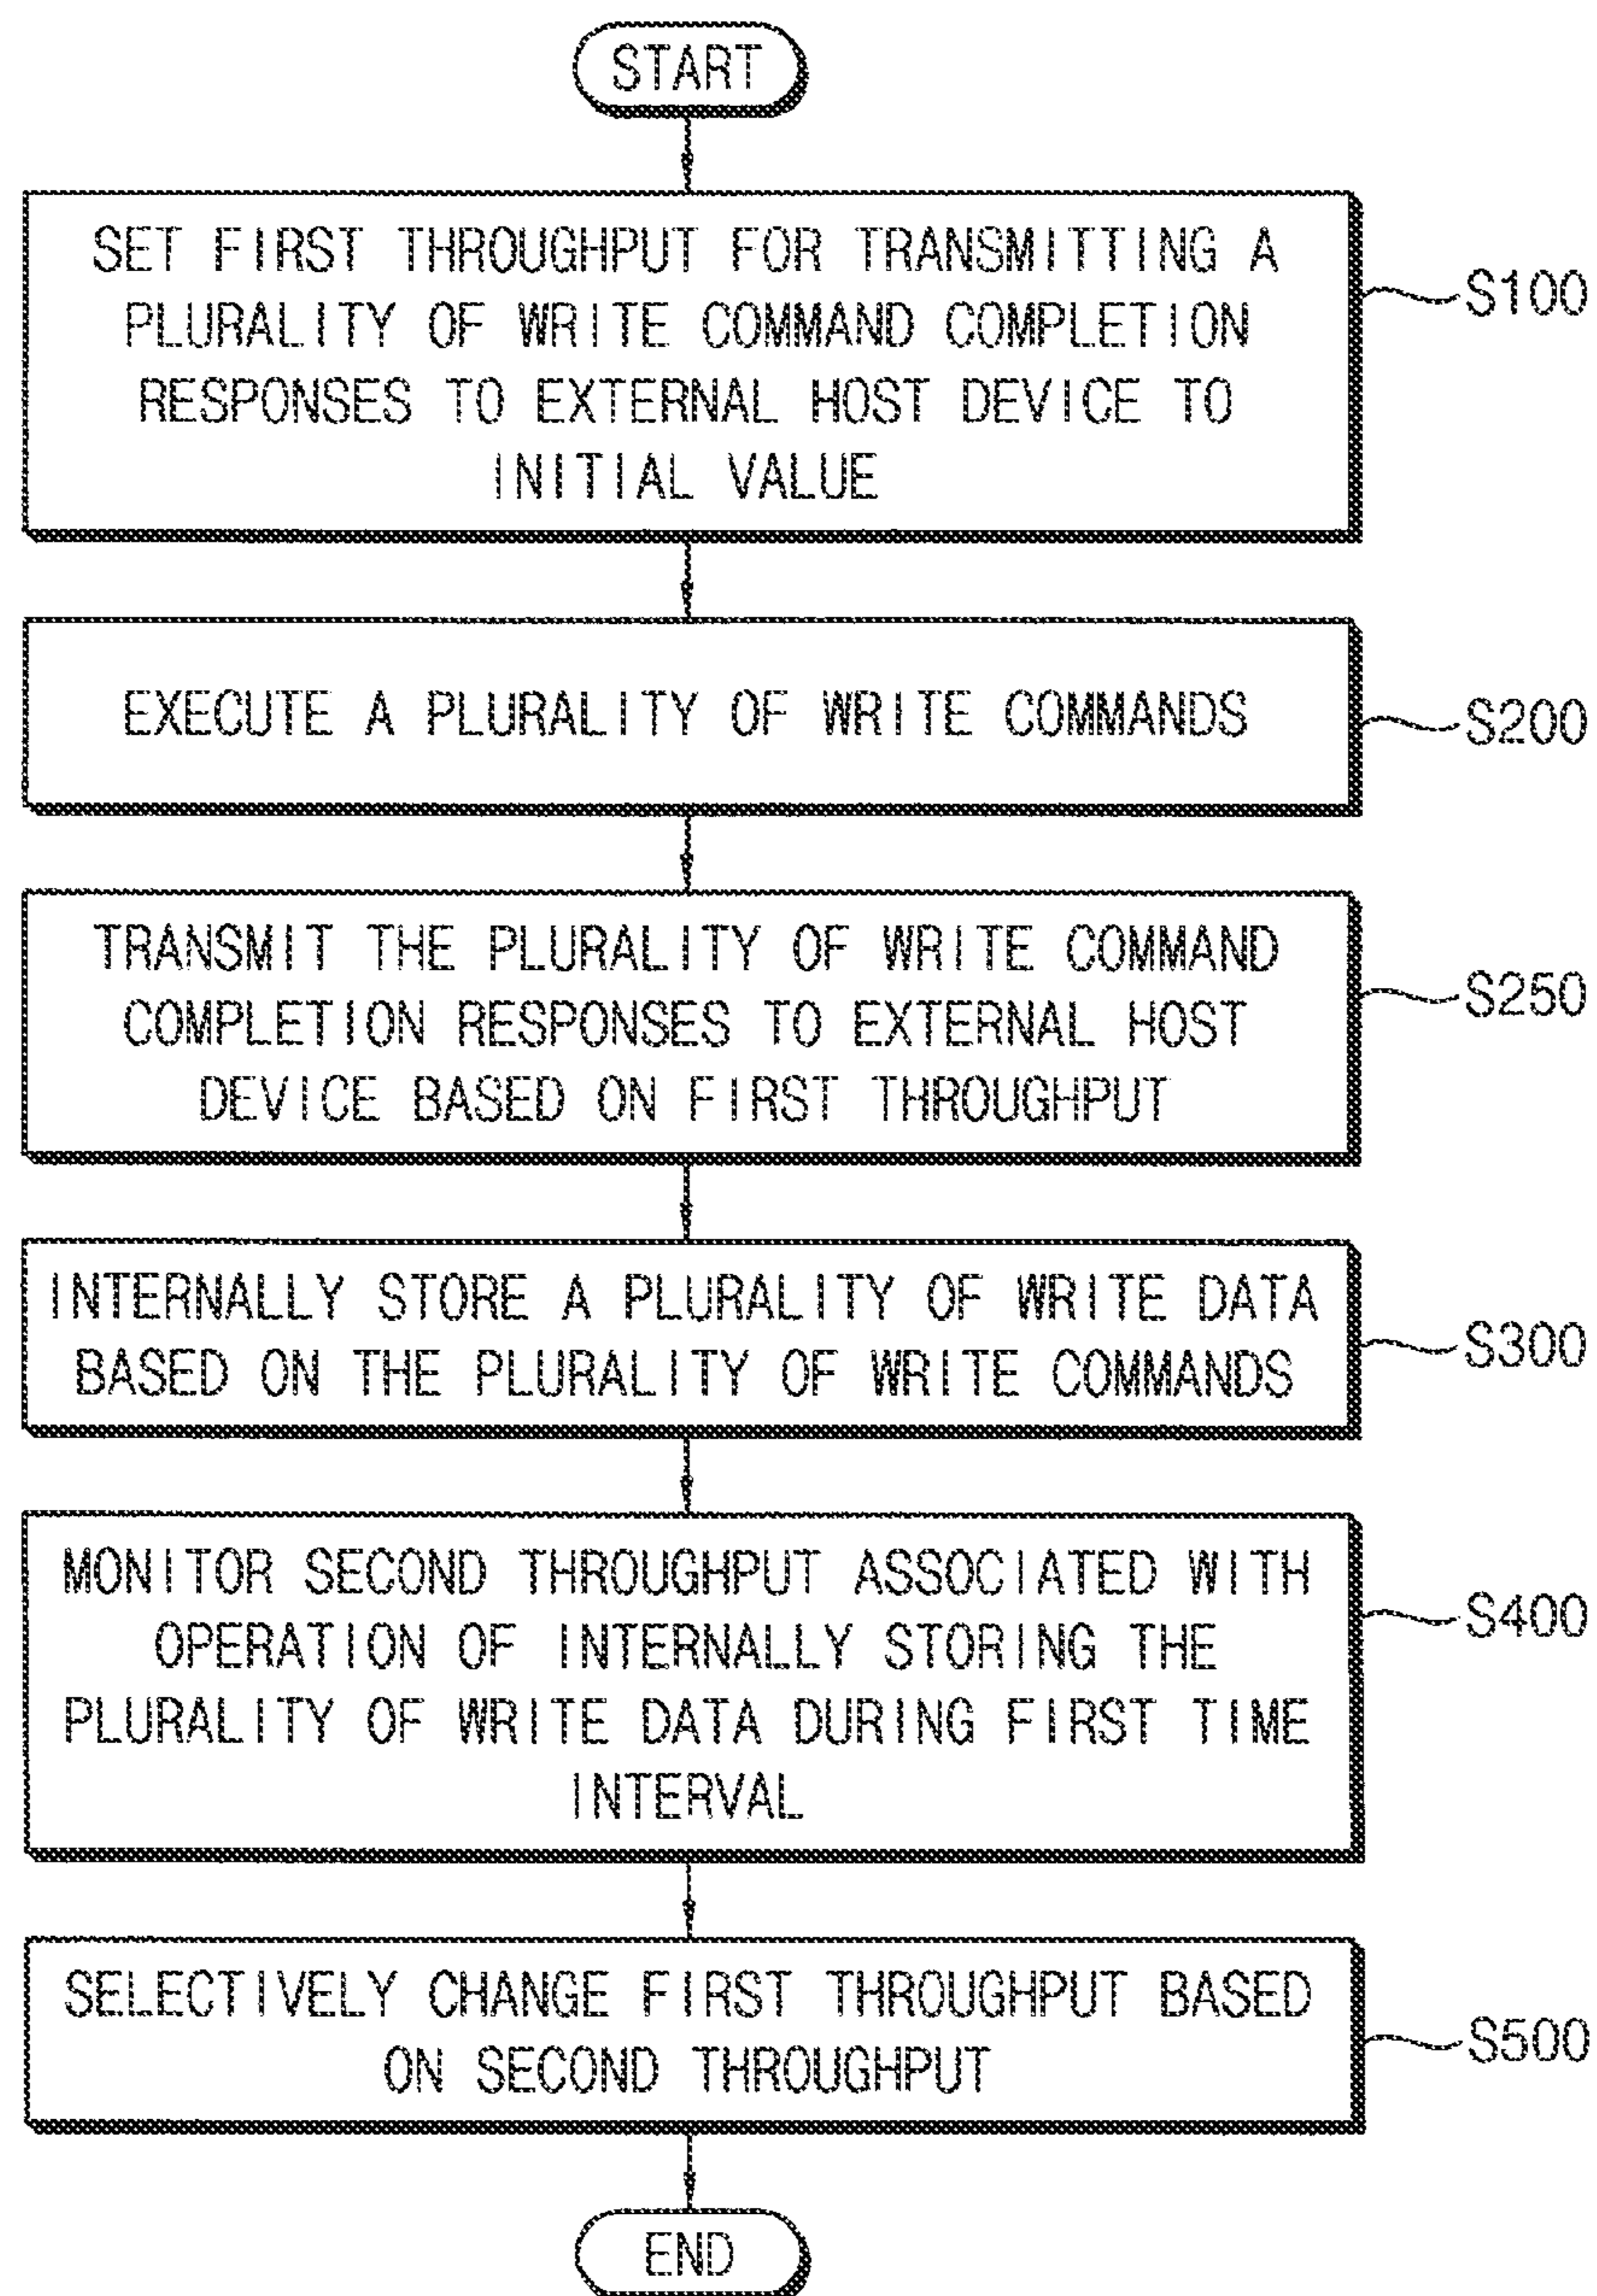 START
SET FIRST THROUGHPUT FOR TRANSMITTING A
PLURALITY OF WRITE COMMAND COMPLETION
RESPONSES TO EXTERNAL HOST DEVICE TO
INITIAL VALUE
S100
EXECUTE A PLURALITY OF WRITE COMMANDS
S200
TRANSMIT THE PLURALITY OF WRITE COMMAND
COMPLETION RESPONSES TO EXTERNAL HOST
DEVICE BASED ON FIRST THROUGHPUT
S250
INTERNALLY STORE A PLURALITY OF WRITE DATA
BASED ON THE PLURALITY OF WRITE COMMANDS
S300
MONITOR SECOND THROUGHPUT ASSOCIATED WITH
OPERATION OF INTERNALLY STORING THE
PLURALITY OF WRITE DATA DURING FIRST TIME
INTERVAL
S400
SELECTIVELY CHANGE FIRST THROUGHPUT BASED
ON SECOND THROUGHPUT
S500
END